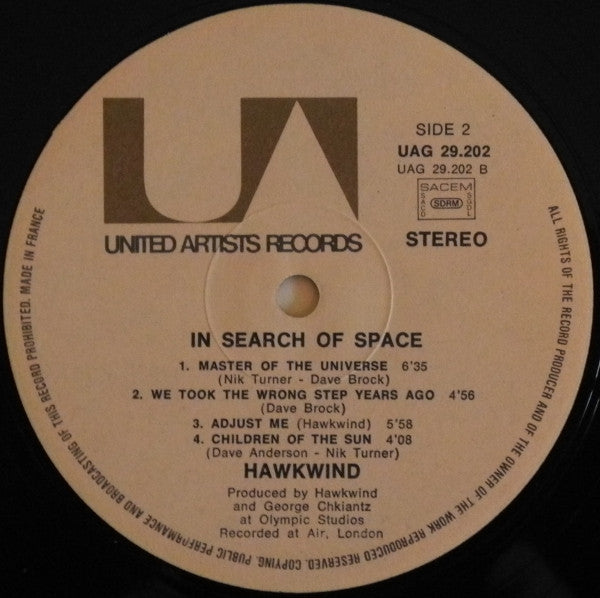 UA
UNITED ARTISTS RECORDS
SIDE 2
UAG 29.202
UAG 29.202 B
SACEM
SACD SDRM SGDL
STEREO
IN SEARCH OF SPACE
1. MASTER OF THE UNIVERSE 6'35
(Nik Turner - Dave Brock)
2. WE TOOK THE WRONG STEP YEARS AGO 4'56
(Dave Brock)
3. ADJUST ME (Hawkwind) 5'58
4. CHILDREN OF THE SUN 4'08
(Dave Anderson - Nik Turner)
HAWKWIND
Produced by Hawkwind
and George Chkiantz
at Olympic Studios
Recorded at Air, London
ALL RIGHTS OF THE RECORD PRODUCER AND OF THE OWNER OF THE WORK REPRODUCED RESERVED. COPYING, PUBLIC PERFORMANCE AND BROADCASTING OF THIS RECORD PROHIBITED. MADE IN FRANCE